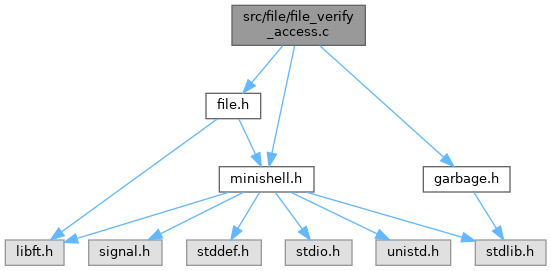 src/file/file_verify
_access.c
file.h
minishell.h
garbage.h
libft.h
signal.h
stddef.h
stdio.h
unistd.h
stdlib.h